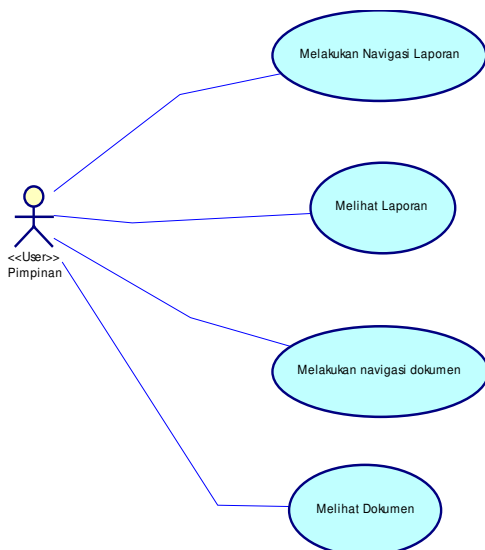 Melakukan Navigasi Laporan
Melihat Laporan
<<User>>
Pimpinan
Melakukan navigasi dokumen
Melihat Dokumen